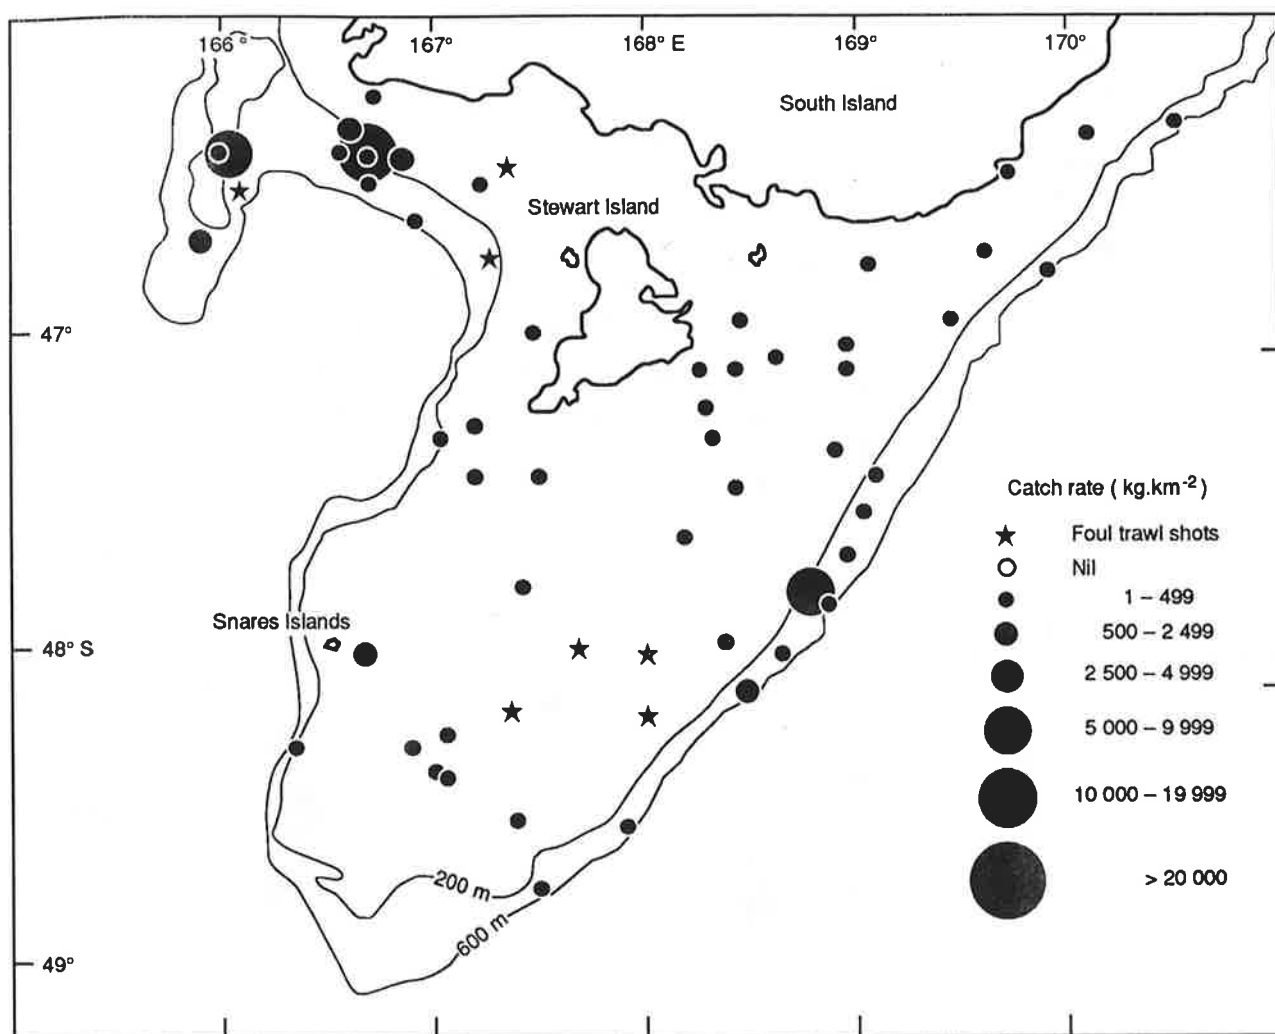 166°
167°
168° E
169°
170°
South Island
Stewart Island
47°
Catch rate ( kg.km-2 )
Foul trawl shots
Nil
1 – 499
Snares Islands
500 – 2 499
48° S
2 500 – 4 999
5 000 – 9 999
10 000 – 19 999
200 m
> 20 000
600 m
49°